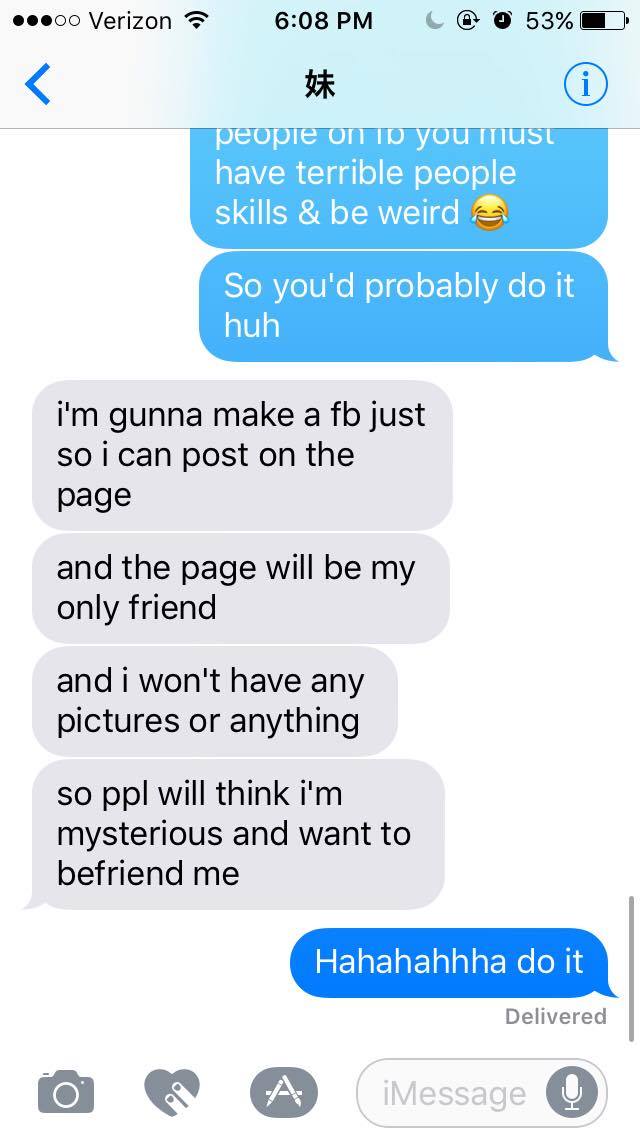 Verizon 6:08 PM 53%
妹
people on fb you must
have terrible people
skills & be weird 😂
So you'd probably do it
huh
i'm gunna make a fb just
so i can post on the
page
and the page will be my
only friend
and i won't have any
pictures or anything
so ppl will think i'm
mysterious and want to
befriend me
Hahahahhha do it
Delivered
iMessage